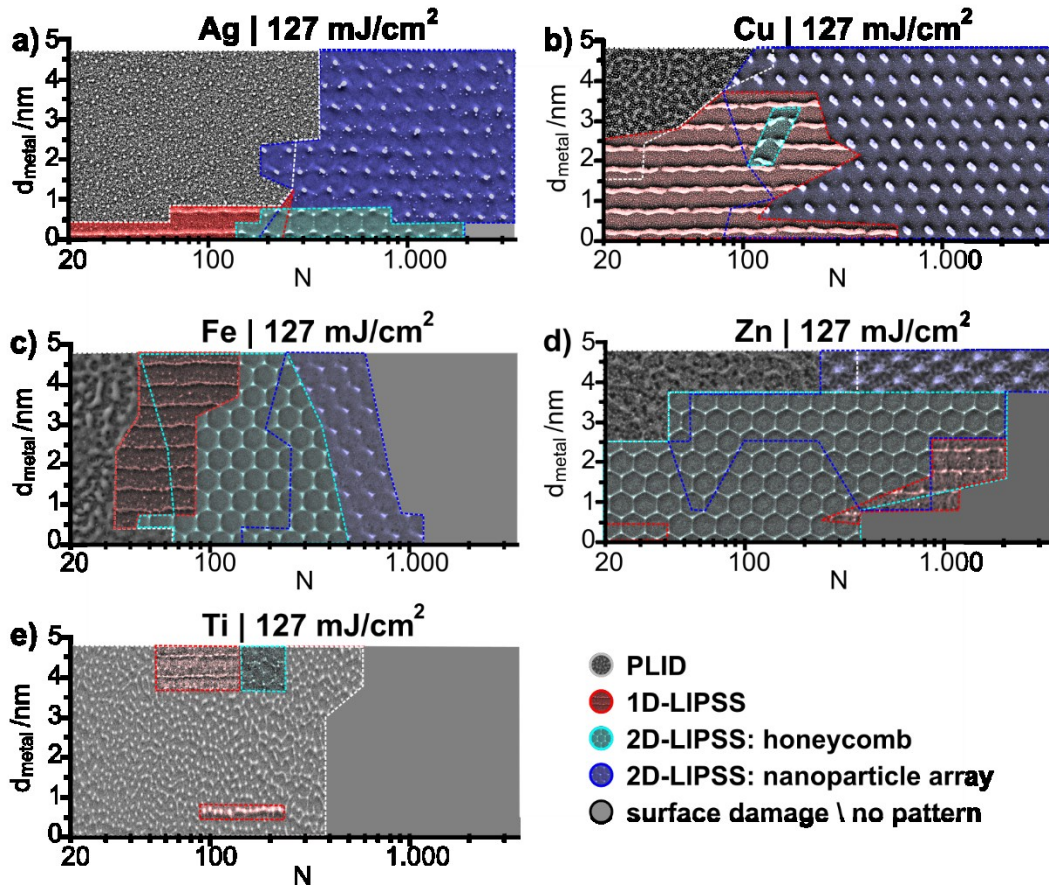 a) Ag | 127 mJ/cm²
d_metal /nm
5
4
3
2
1
0
20 100 1.000
N
b) Cu | 127 mJ/cm²
d_metal /nm
5
4
3
2
1
0
20 100 1.000
N
c) Fe | 127 mJ/cm²
d_metal /nm
5
4
3
2
1
0
20 100 1.000
N
d) Zn | 127 mJ/cm²
d_metal /nm
5
4
3
2
1
0
20 100 1.000
N
e) Ti | 127 mJ/cm²
d_metal /nm
5
4
3
2
1
0
20 100 1.000
N
PLID
1D-LIPSS
2D-LIPSS: honeycomb
2D-LIPSS: nanoparticle array
surface damage \ no pattern